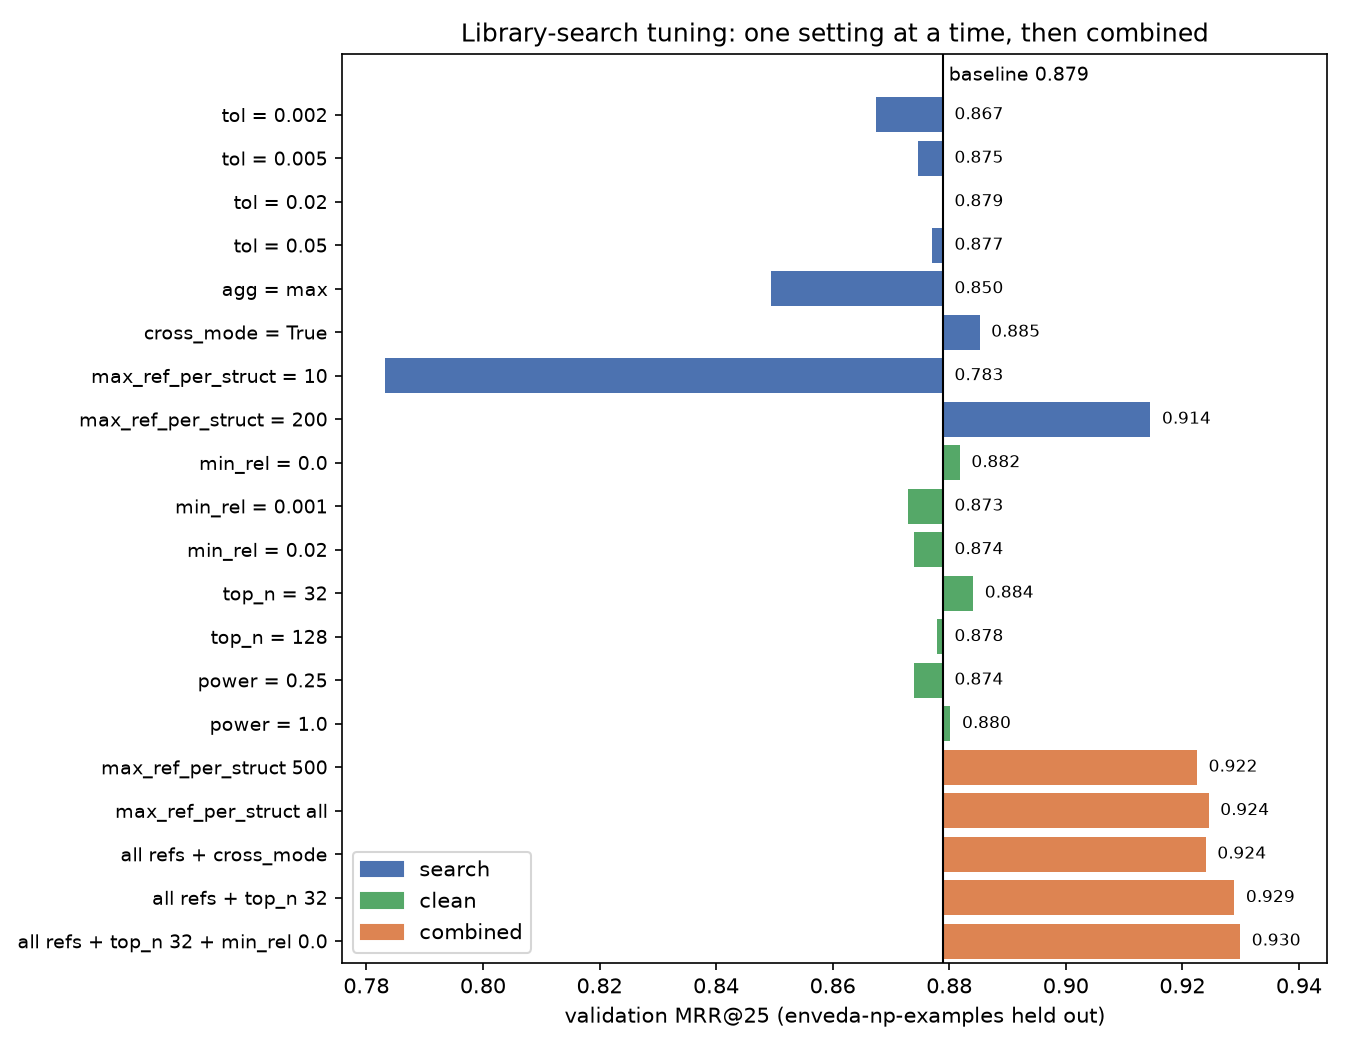 Library-search tuning: one setting at a time, then combined
baseline 0.879
tol = 0.002 0.867
tol = 0.005 0.875
tol = 0.02 0.879
tol = 0.05 0.877
agg = max 0.850
cross_mode = True 0.885
max_ref_per_struct = 10 0.783
max_ref_per_struct = 200 0.914
min_rel = 0.0 0.882
min_rel = 0.001 0.873
min_rel = 0.02 0.874
top_n = 32 0.884
top_n = 128 0.878
power = 0.25 0.874
power = 1.0 0.880
max_ref_per_struct 500 0.922
max_ref_per_struct all 0.924
all refs + cross_mode 0.924
all refs + top_n 32 0.929
all refs + top_n 32 + min_rel 0.0 0.930
search
clean
combined
0.78 0.80 0.82 0.84 0.86 0.88 0.90 0.92 0.94
validation MRR@25 (enveda-np-examples held out)